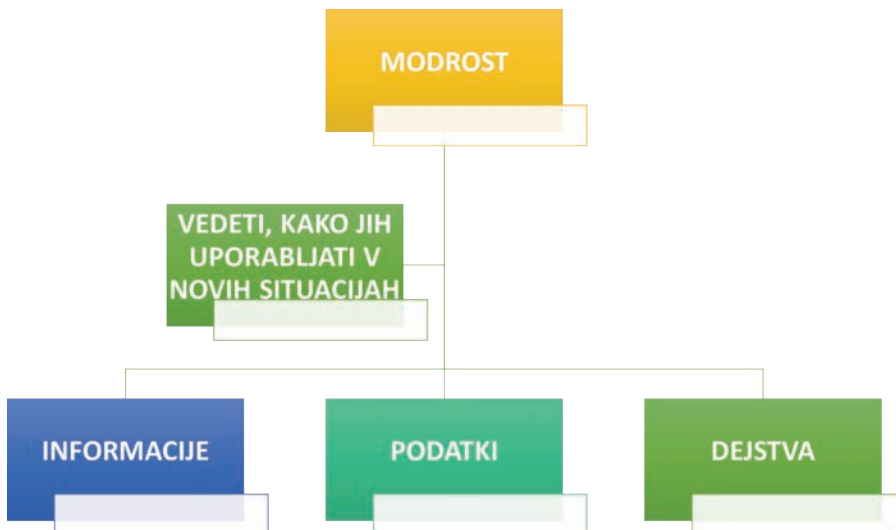 MODROST
VEDETI, KAKO JIH
UPORABLJATI V
NOVIH SITUACIJAH
INFORMACIJE
PODATKI
DEJSTVA